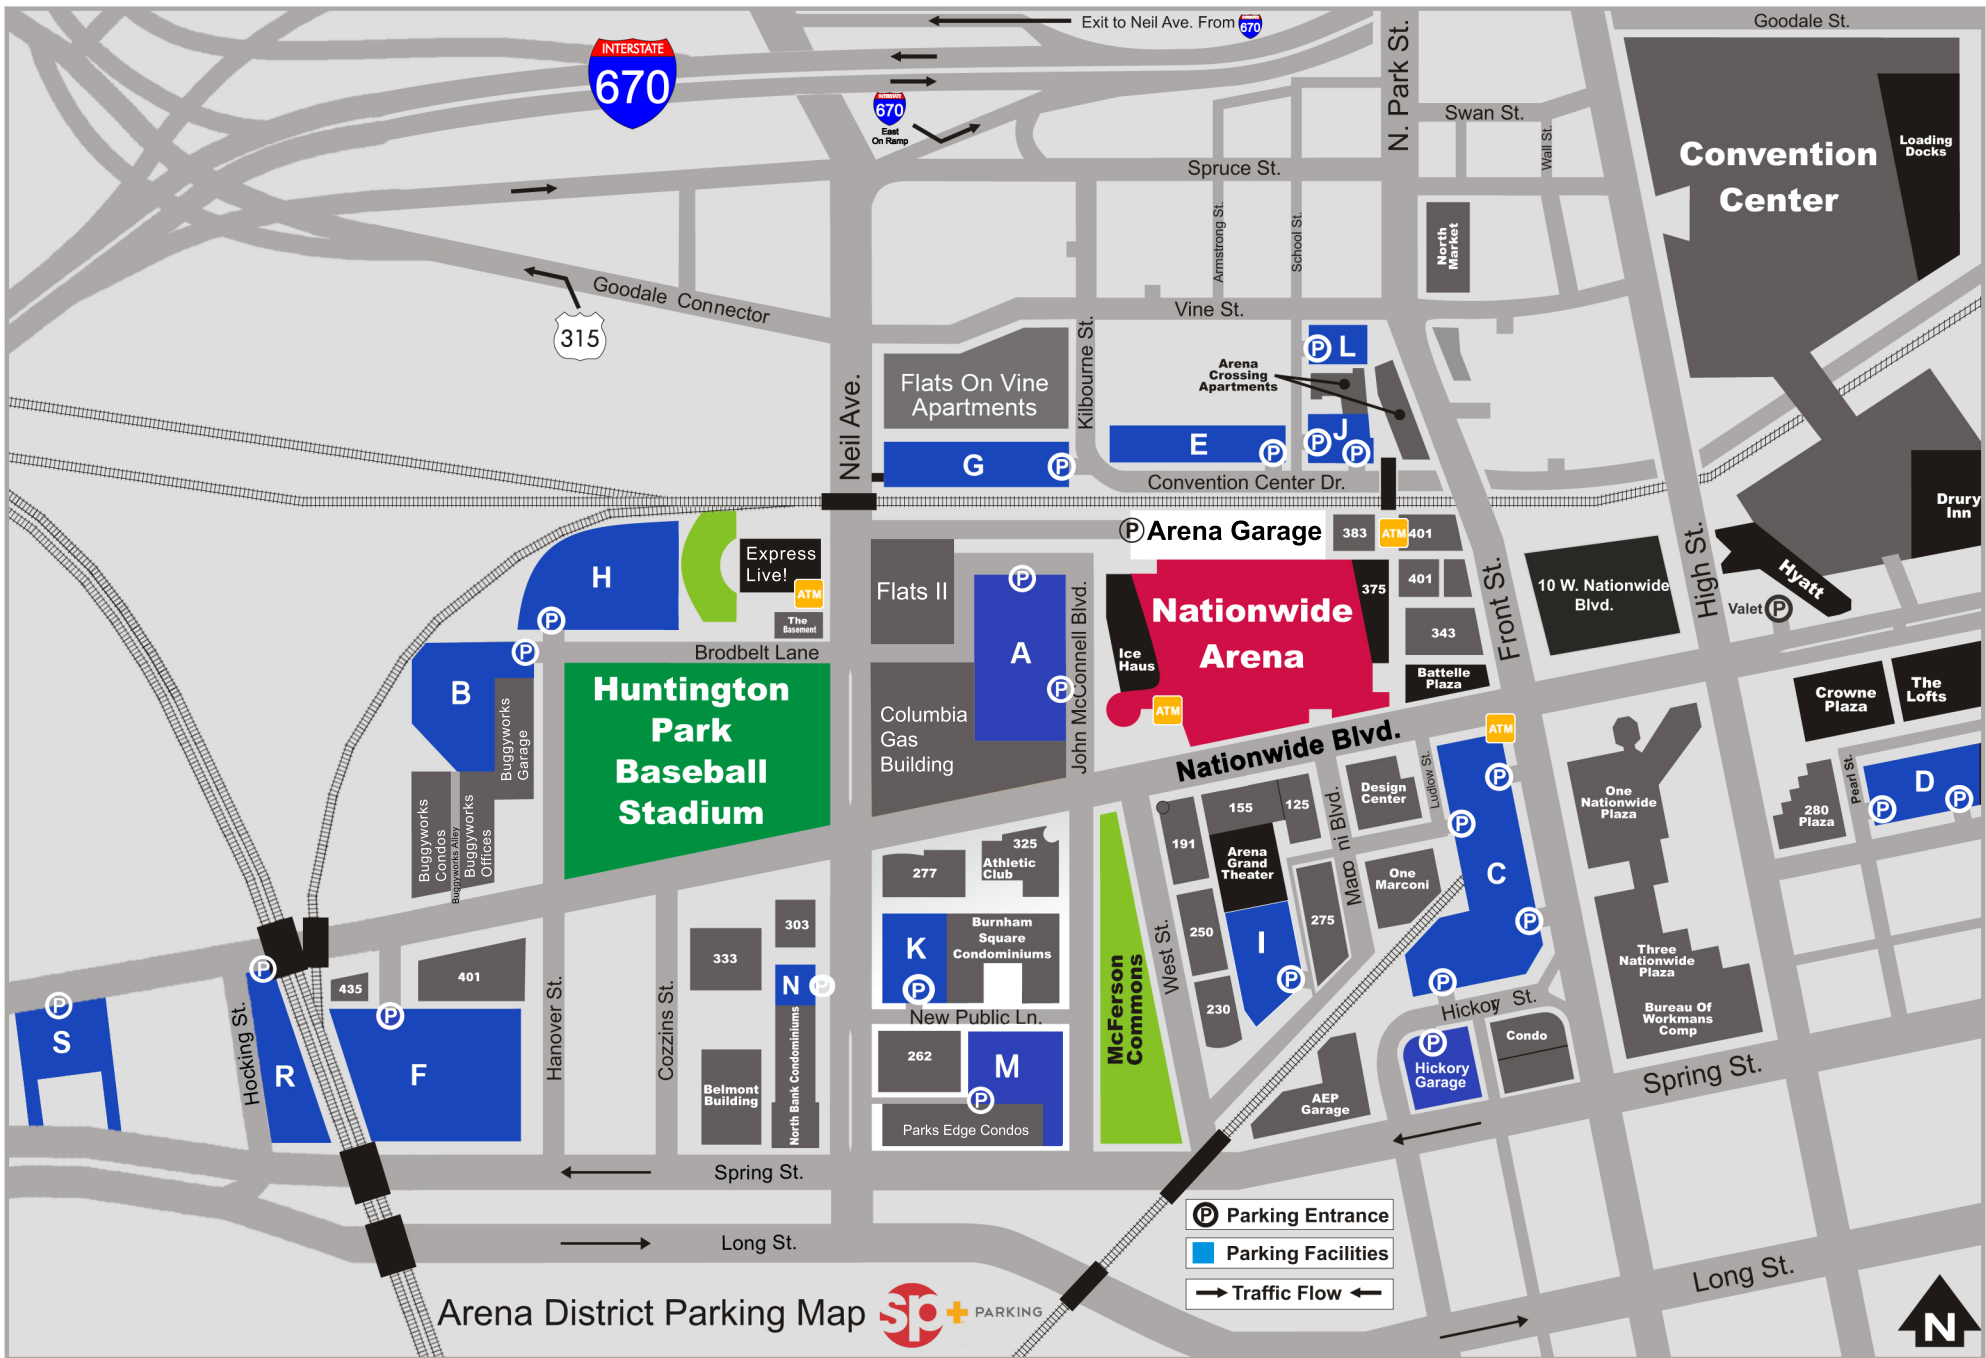 Exit to Neil Ave. From
INTERSTATE
670
Goodale St.
INTERSTATE
670
INTERSTATE
670
East
On Ramp
N. Park St.
Swan St.
Wall St.
Convention
Center
Loading
Docks
Spruce St.
Armstrong St.
School St.
North
Market
Goodale Connector
315
Vine St.
Kilbourne St.
Neil Ave.
Flats On Vine
Apartments
P L
Arena
Crossing
Apartments
G P
E P
P J P
Convention Center Dr.
P Arena Garage
383
ATM
401
Drury
Inn
Express
Live!
ATM
H
P
The
Basement
Flats II
P
A
P
John McConnell Blvd.
Ice
Haus
Nationwide
Arena
375
401
343
Battelle
Plaza
ATM
Front St.
10 W. Nationwide
Blvd.
High St.
Hyatt
Valet P
Brodbelt Lane
P
B
Buggyworks
Garage
Huntington
Park
Baseball
Stadium
Columbia
Gas
Building
Nationwide Blvd.
ATM
Crowne
Plaza
The
Lofts
Buggyworks
Condos
Buggyworks Alley
Buggyworks
Offices
155
125
191
Design
Center
Ludlow St.
P
P
C
P
P
One
Nationwide
Plaza
280
Plaza
Pearl St.
D
P
P
277
325
Athletic
Club
McFerson
Commons
Arena
Grand
Theater
One
Marconi
303
333
K
P
Burnham
Square
Condominiums
West St.
250
I
P
275
230
Three
Nationwide
Plaza
Bureau Of
Workmans
Comp
P
S
P
435
401
P
Hocking St.
R
F
Hanover St.
Cozzins St.
N P
North Bank Condominiums
Belmont
Building
New Public Ln.
262
M
P
Parks Edge Condos
Hickory St.
P
Hickory
Garage
Condo
AEP
Garage
Spring St.
Spring St.
Long St.
Long St.
P Parking Entrance
Parking Facilities
Traffic Flow
Arena District Parking Map
sp+ PARKING
N